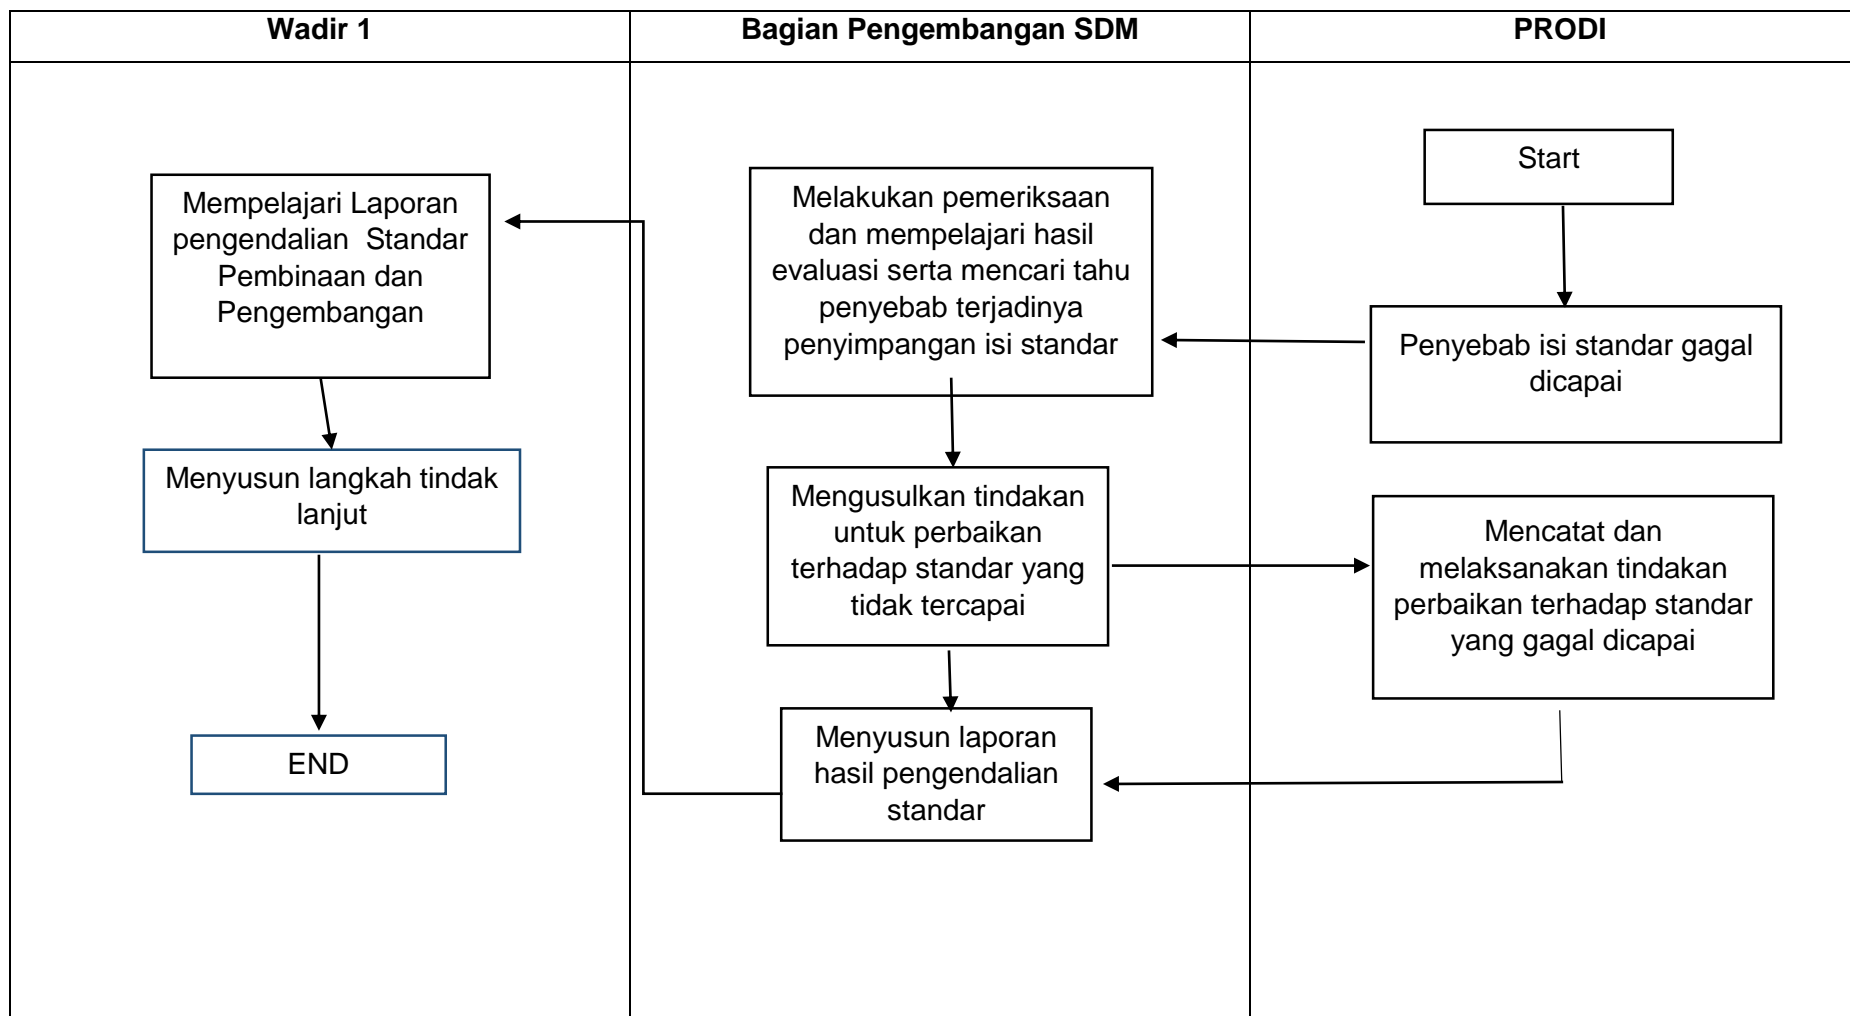 Wadir 1
Bagian Pengembangan SDM
PRODI
Mempelajari Laporan
pengendalian  Standar
Pembinaan dan
Pengembangan
Menyusun langkah tindak
lanjut
END
Melakukan pemeriksaan
dan mempelajari hasil
evaluasi serta mencari tahu
penyebab terjadinya
penyimpangan isi standar
Mengusulkan tindakan
untuk perbaikan
terhadap standar yang
tidak tercapai
Menyusun laporan
hasil pengendalian
standar
Start
Penyebab isi standar gagal
dicapai
Mencatat dan
melaksanakan tindakan
perbaikan terhadap standar
yang gagal dicapai